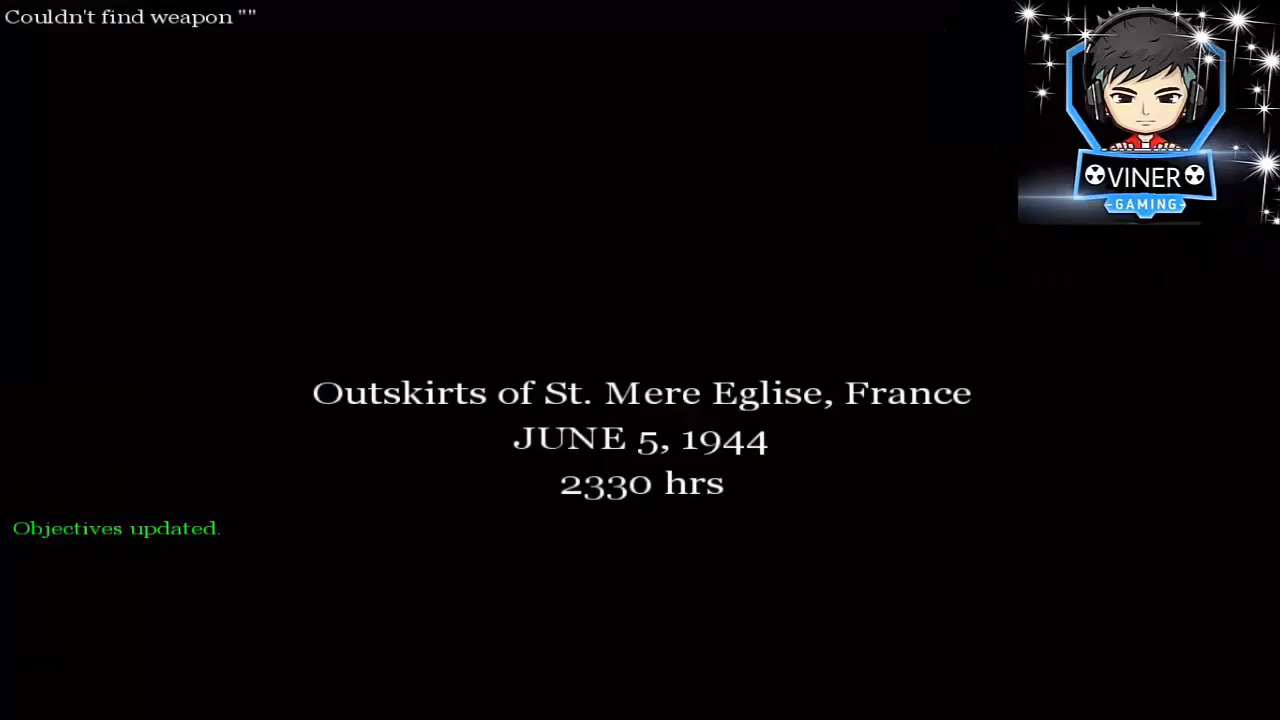 Couldn't find weapon ""
VINER
-GAMING-
Outskirts of St. Mere Eglise, France
JUNE 5, 1944
2330 hrs
Objectives updated.